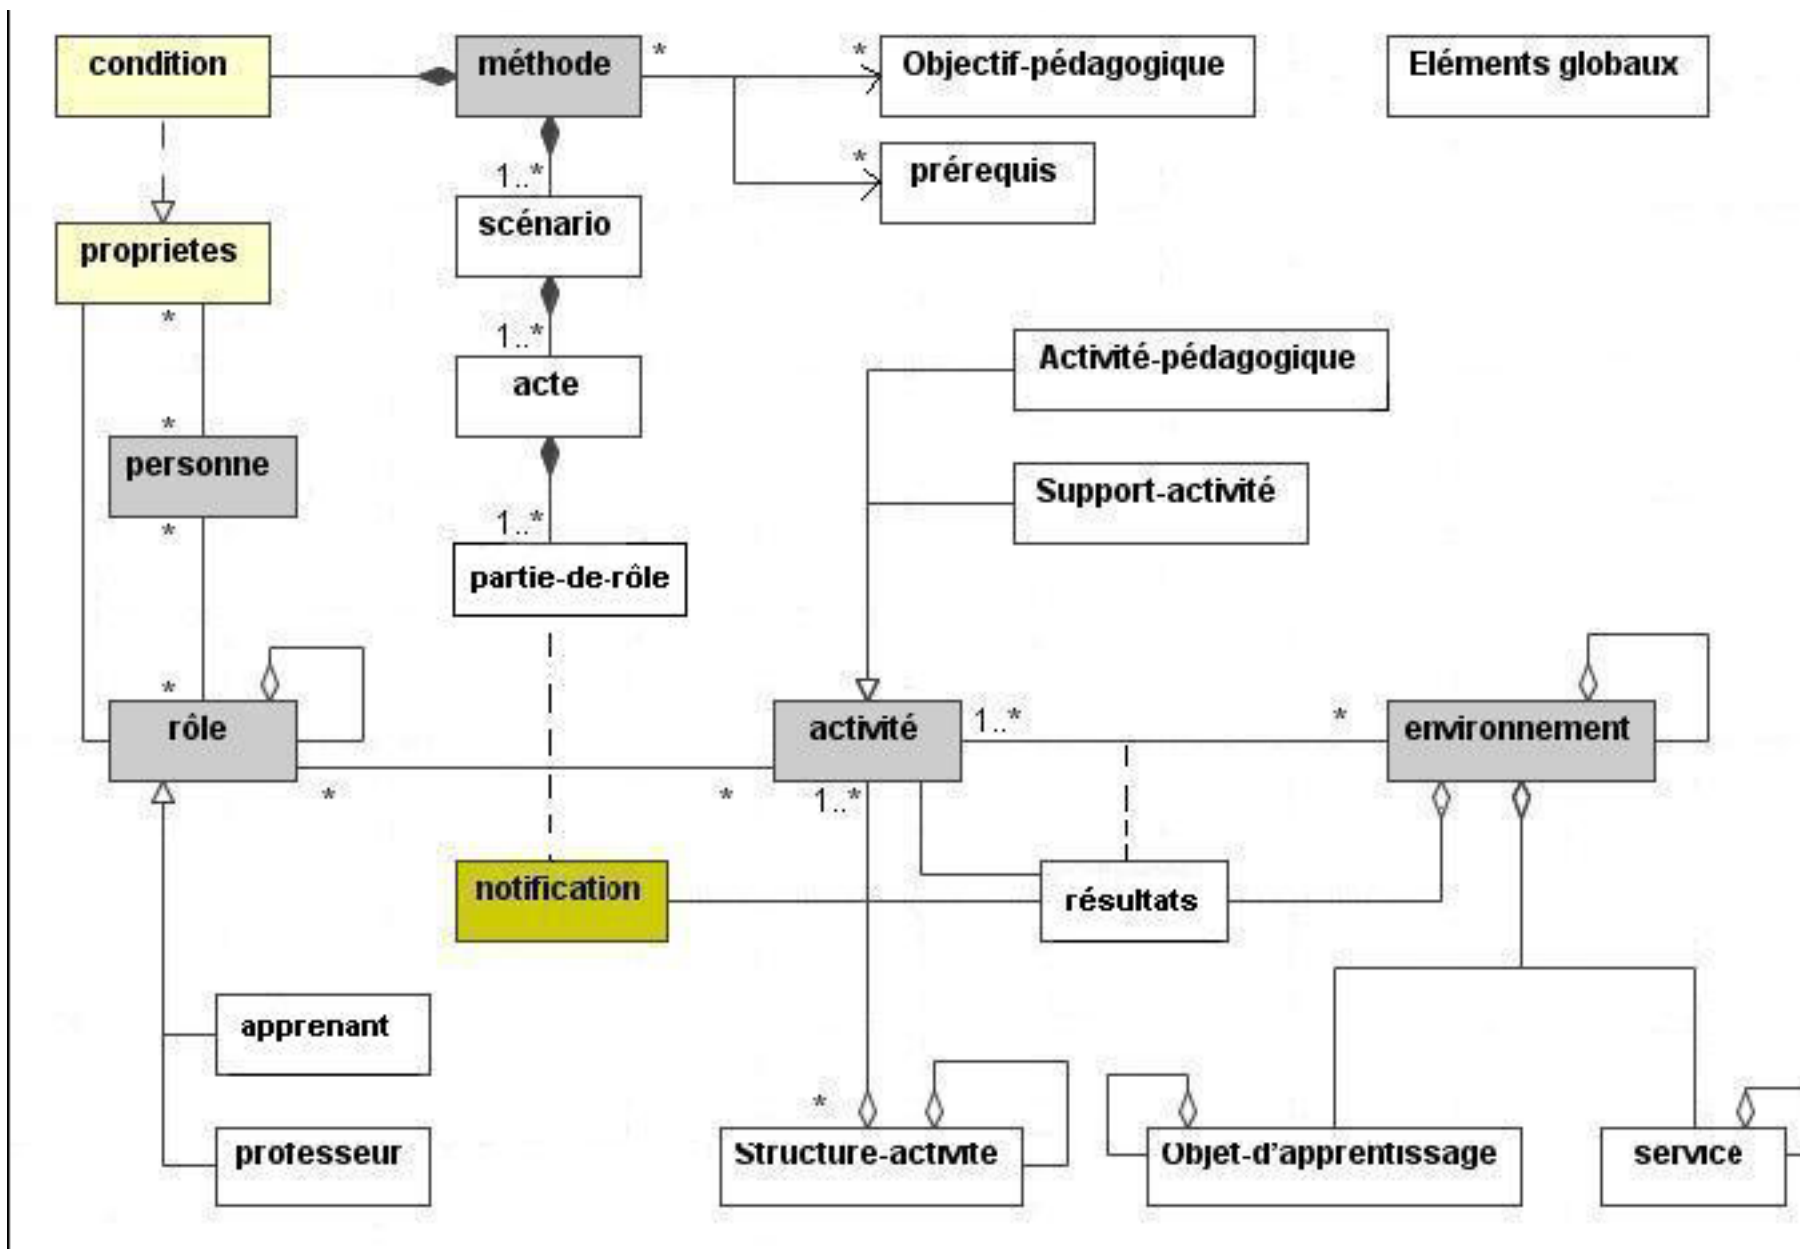 condition
méthode
*
*
Objectif-pédagogique
Eléments globaux
*
prérequis
1..*
scénario
proprietes
*
1..*
acte
Activité-pédagogique
*
personne
*
Support-activité
1..*
partie-de-rôle
*
rôle
activité
1..*
*
environnement
*
*
1..*
notification
résultats
apprenant
professeur
*
Structure-activite
Objet-d'apprentissage
service